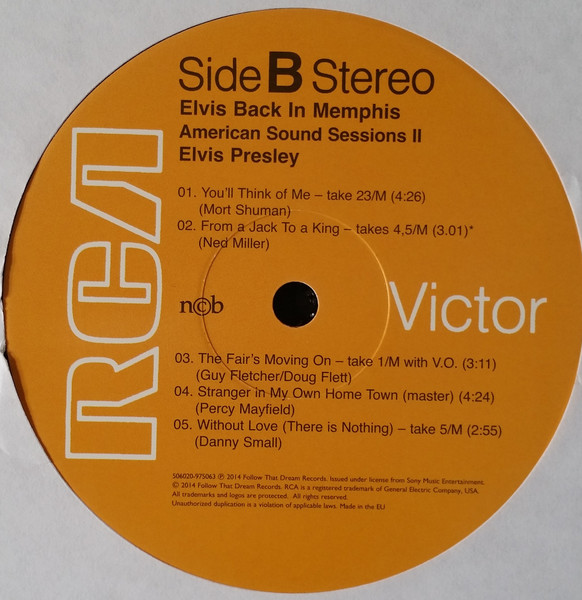 Side B Stereo
Elvis Back In Memphis
American Sound Sessions II
Elvis Presley
01. You'll Think of Me – take 23/M (4:26)
(Mort Shuman)
02. From a Jack To a King – takes 4,5/M (3.01)*
(Ned Miller)
RCA
n©b
Victor
03. The Fair's Moving On – take 1/M with V.O. (3:11)
(Guy Fletcher/Doug Flett)
04. Stranger in My Own Home Town (master) (4:24)
(Percy Mayfield)
05. Without Love (There is Nothing) – take 5/M (2:55)
(Danny Small)
506020-975063 ℗ 2014 Follow That Dream Records. Issued under license from Sony Music Entertainment.
© 2014 Follow That Dream Records. RCA is a registered trademark of General Electric Company, USA.
All trademarks and logus are protected. All rights reserved.
Unauthorized duplication is a violation of applicable laws. Made in the EU